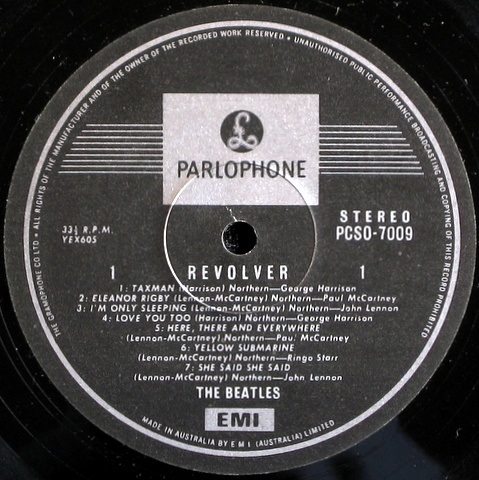 THE GRAMOPHONE CO LTD • ALL RIGHTS OF THE MANUFACTURER AND OF THE OWNER OF THE RECORDED WORK RESERVED • UNAUTHORISED PUBLIC PERFORMANCE BROADCASTING AND COPYING OF THIS RECORD PROHIBITED
£
PARLOPHONE
33⅓ R.P.M.
YEX605
STEREO
PCSO-7009
1 REVOLVER 1
1: TAXMAN (Harrison) Northern—George Harrison
2: ELEANOR RIGBY (Lennon-McCartney) Northern—Paul McCartney
3: I'M ONLY SLEEPING (Lennon-McCartney) Northern—John Lennon
4: LOVE YOU TOO (Harrison) Northern—George Harrison
5: HERE, THERE AND EVERYWHERE
(Lennon-McCartney) Northern—Paul McCartney
6: YELLOW SUBMARINE
(Lennon-McCartney) Northern—Ringo Starr
7: SHE SAID SHE SAID
(Lennon-McCartney) Northern—John Lennon
THE BEATLES
EMI
MADE IN AUSTRALIA BY E M I (AUSTRALIA) LIMITED